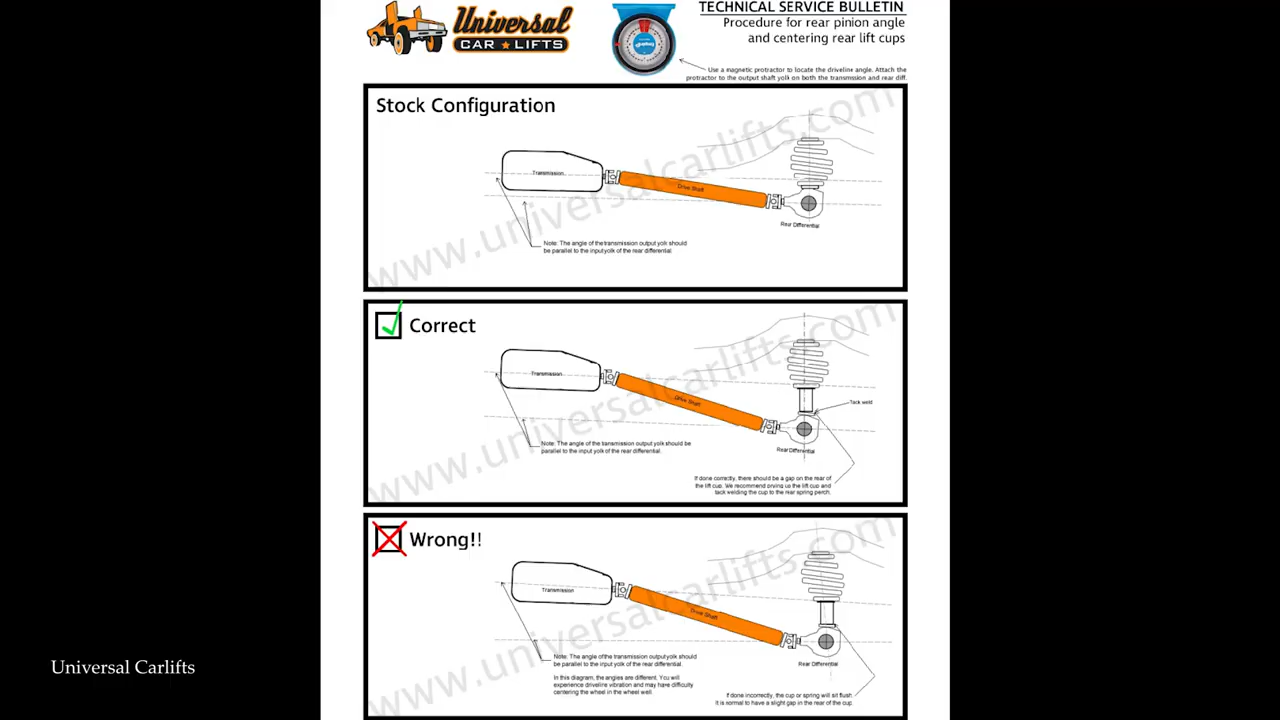 Universal
CAR ★ LIFTS
TECHNICAL SERVICE BULLETIN
Procedure for rear pinion angle
and centering rear lift cups
Use a magnetic protractor to locate the driveline angle. Attach the
protractor to the output shaft yolk on both the transmssion and rear diff.
Stock Configuration
www.universalcarlifts.com
Transmission
Drive Shaft
Rear Differential
Note: The angle of the transmission output yolk should
be parallel to the input yolk of the rear differential.
Correct
www.universalcarlifts.com
Transmission
Drive Shaft
Tack weld
Rear Differential
Note: The angle of the transmission output yolk should be
parallel to the input yolk of the rear differential.
If done correctly, there should be a gap on the rear of
the lift cup. We recommend prying up the lift cup and
tack welding the cup to the rear spring perch.
Wrong!!
www.universalcarlifts.com
Transmission
Drive Shaft
Rear Differential
Note: The angle of the transmission output yolk should
be parallel to the input yolk of the rear differential.
In this diagram, the angles are different. You will
experience driveline vibration and may have difficulty
centering the wheel in the wheel well.
If done incorrectly, the cup or spring will sit flush.
It is normal to have a slight gap in the rear of the cup.
Universal Carlifts